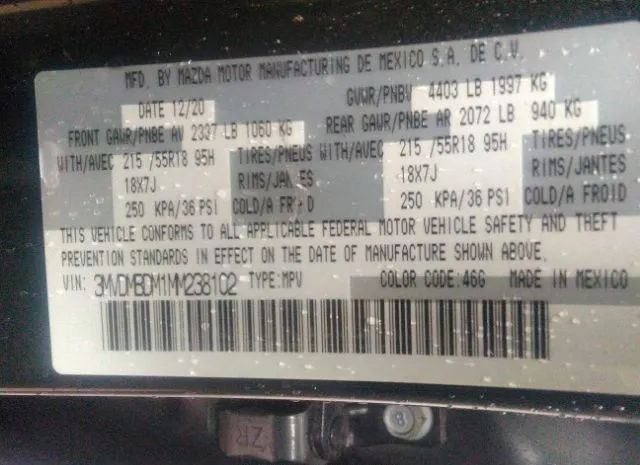 MFD. BY MAZDA MOTOR MANUFACTURING DE MEXICO S.A. DE C.V.
DATE 12/20 GVWR/PNBV 4403 LB 1997 KG
FRONT GAWR/PNBE AV 2337 LB 1060 KG REAR GAWR/PNBE AR 2072 LB 940 KG
WITH/AVEC 215 /55R18 95H TIRES/PNEUS WITH/AVEC 215 /55R18 95H TIRES/PNEUS
18X7J RIMS/JANTES 18X7J RIMS/JANTES
250 KPA/36 PSI COLD/A FROID 250 KPA/36 PSI COLD/A FROID
THIS VEHICLE CONFORMS TO ALL APPLICABLE FEDERAL MOTOR VEHICLE SAFETY AND THEFT
PREVENTION STANDARDS IN EFFECT ON THE DATE OF MANUFACTURE SHOWN ABOVE.
VIN: 3MVDMBDM1MM238102 TYPE:MPV COLOR CODE:46G MADE IN MEXICO
ZR 8